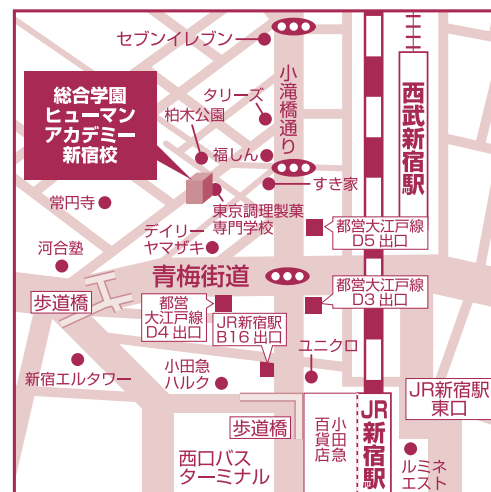 セブンイレブン
小滝橋通り
総合学園
ヒューマン
アカデミー
新宿校
タリーズ
柏木公園
福しん
西武新宿駅
すき家
常円寺
東京調理製菓
専門学校
都営大江戸線
D5 出口
デイリー
ヤマザキ
河合塾
青梅街道
都営大江戸線
D3 出口
歩道橋
都営
大江戸線
D4 出口
JR新宿駅
B16 出口
ユニクロ
新宿エルタワー
小田急
ハルク
JR新宿駅
東口
歩道橋
小田急
百貨店
JR新宿駅
西口バス
ターミナル
ルミネ
エスト